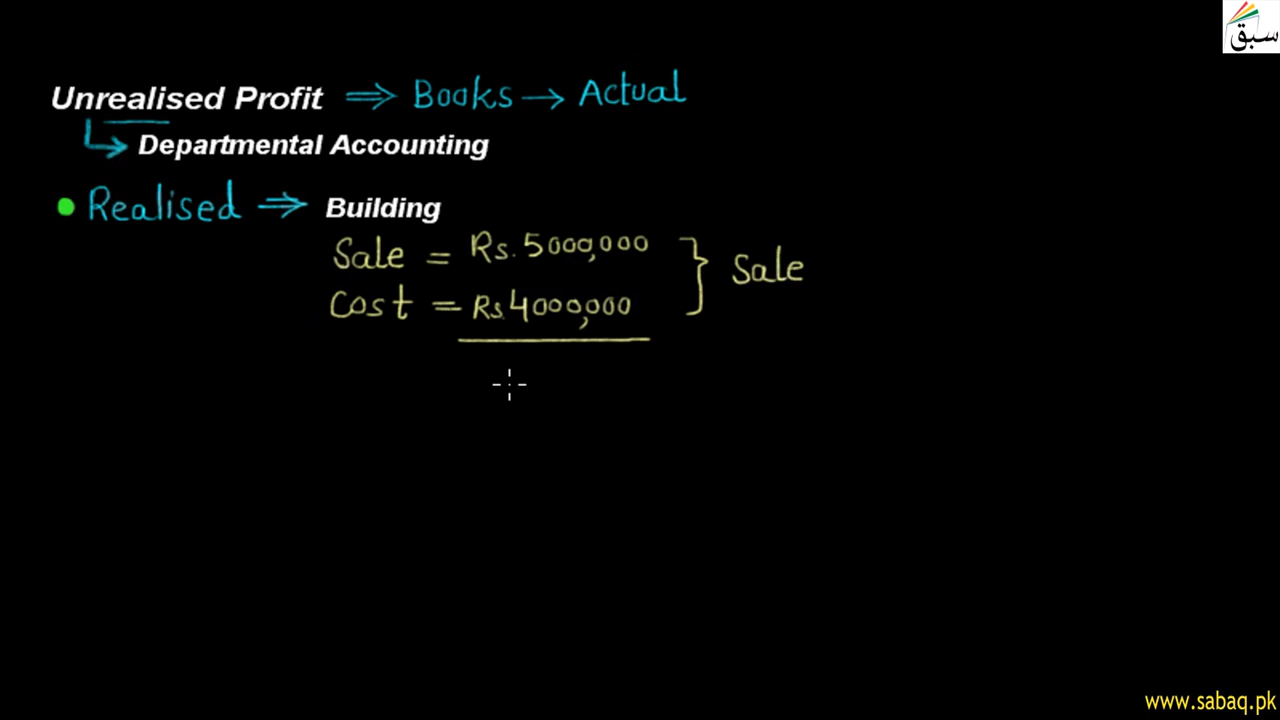 سبق
Unrealised Profit ⇒ Books → Actual
Departmental Accounting
Realised ⇒ Building
Sale = Rs. 5000,000
Cost = Rs. 4000,000
} Sale
www.sabaq.pk